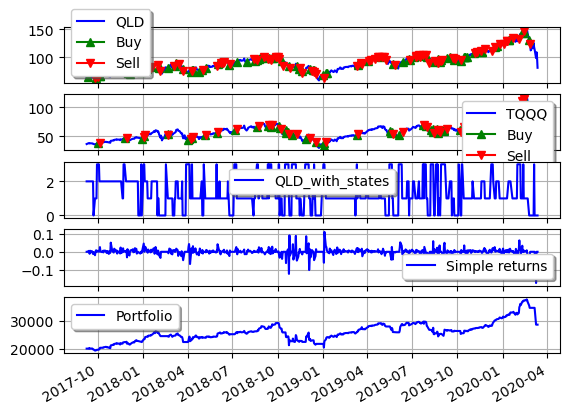 QLD
Buy
Sell
150
100
TQQQ
Buy
Sell
100
50
QLD_with_states
2
0
Simple returns
0.1
0.0
−0.1
Portfolio
30000
20000
2017-10
2018-01
2018-04
2018-07
2018-10
2019-01
2019-04
2019-07
2019-10
2020-01
2020-04